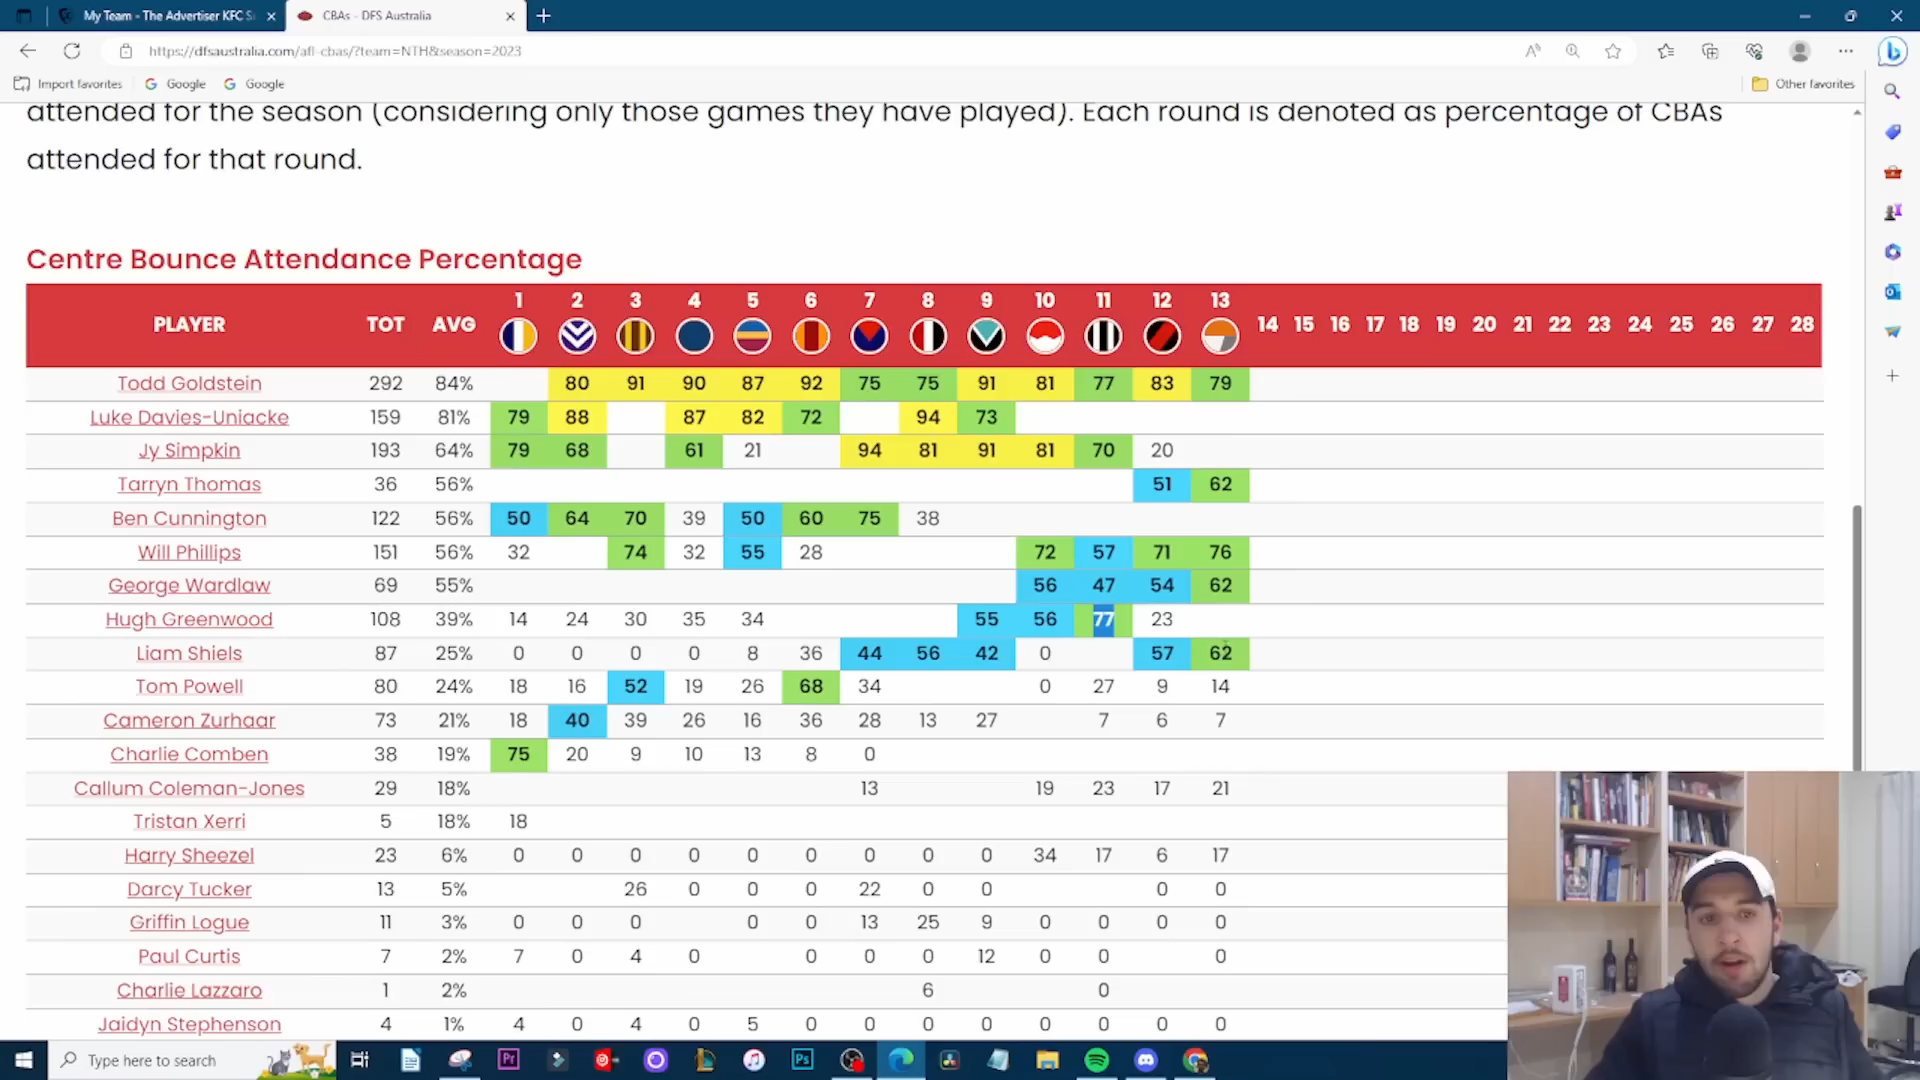 My Team - The Advertiser KFC S
CBAs - DFS Australia
https://dfsaustralia.com/afl-cbas/?team=NTH&season=2023
Import favorites Google Google Other favorites
attended for the season (considering only those games they have played). Each round is denoted as percentage of CBAs
attended for that round.
Centre Bounce Attendance Percentage
PLAYER TOT AVG 1 2 3 4 5 6 7 8 9 10 11 12 13 14 15 16 17 18 19 20 21 22 23 24 25 26 27 28
Todd Goldstein 292 84% 80 91 90 87 92 75 75 91 81 77 83 79
Luke Davies-Uniacke 159 81% 79 88 87 82 72 94 73
Jy Simpkin 193 64% 79 68 61 21 94 81 91 81 70 20
Tarryn Thomas 36 56% 51 62
Ben Cunnington 122 56% 50 64 70 39 50 60 75 38
Will Phillips 151 56% 32 74 32 55 28 72 57 71 76
George Wardlaw 69 55% 56 47 54 62
Hugh Greenwood 108 39% 14 24 30 35 34 55 56 77 23
Liam Shiels 87 25% 0 0 0 0 8 36 44 56 42 0 57 62
Tom Powell 80 24% 18 16 52 19 26 68 34 0 27 9 14
Cameron Zurhaar 73 21% 18 40 39 26 16 36 28 13 27 7 6 7
Charlie Comben 38 19% 75 20 9 10 13 8 0
Callum Coleman-Jones 29 18% 13 19 23 17 21
Tristan Xerri 5 18% 18
Harry Sheezel 23 6% 0 0 0 0 0 0 0 0 0 34 17 6 17
Darcy Tucker 13 5% 26 0 0 0 22 0 0 0 0
Griffin Logue 11 3% 0 0 0 0 0 13 25 9 0 0 0 0
Paul Curtis 7 2% 7 0 4 0 0 0 0 12 0 0 0
Charlie Lazzaro 1 2% 6 0
Jaidyn Stephenson 4 1% 4 0 4 0 5 0 0 0 0 0 0 0 0
Type here to search